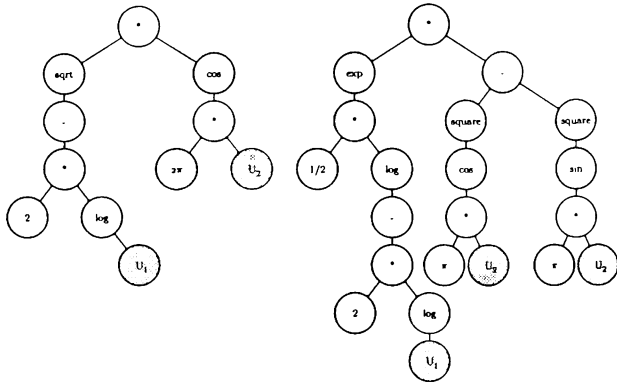 * *
sqrt cos exp -
- * * square square
* 2π U₂ 1/2 log cos sin
2 log - * *
U₁ * π U₂ π U₂
2 log
U₁